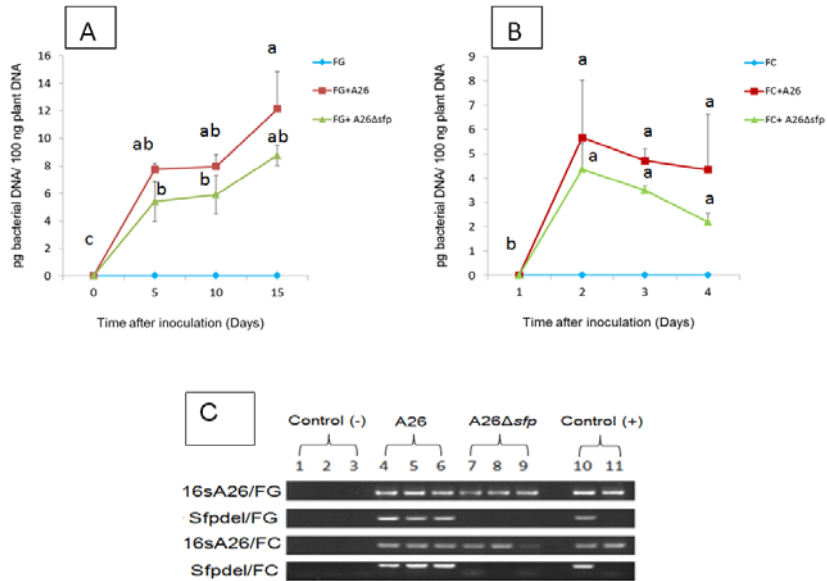 A
pg bacterial DNA/ 100 ng plant DNA
16
14
12
10
8
6
4
2
0
0 5 10 15
Time after inoculation (Days)
a
ab
ab
ab
b
b
c
FG
FG+A26
FG+ A26Δsfp
B
pg bacterial DNA/ 100 ng plant DNA
9
8
7
6
5
4
3
2
1
0
1 2 3 4
Time after inoculation (Days)
a
a
a
a
a
a
b
FC
FC+A26
FC+ A26Δsfp
C
Control (-) A26 A26Δsfp Control (+)
1 2 3 4 5 6 7 8 9 10 11
16sA26/FG
Sfpdel/FG
16sA26/FC
Sfpdel/FC